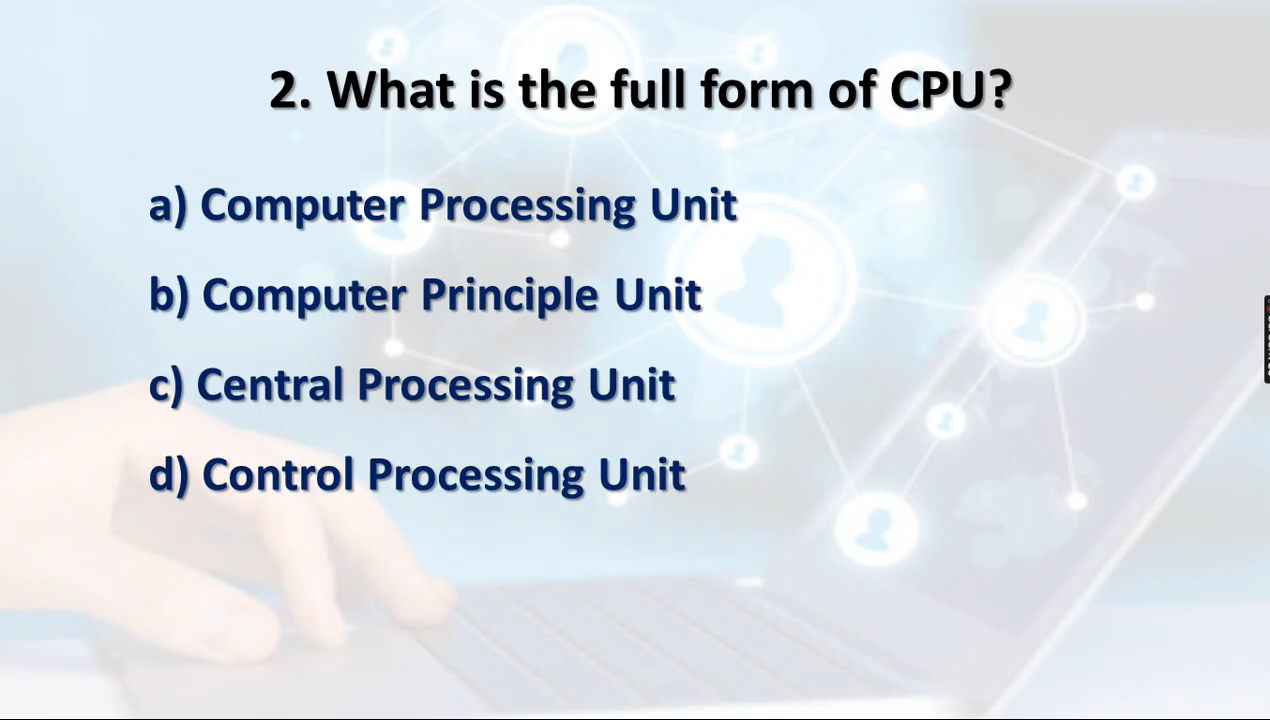 2. What is the full form of CPU?
a) Computer Processing Unit
b) Computer Principle Unit
c) Central Processing Unit
d) Control Processing Unit